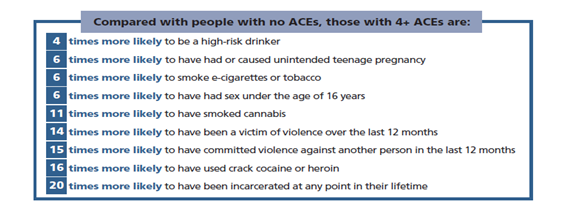 Compared with people with no ACEs, those with 4+ ACEs are:
4 times more likely to be a high-risk drinker
6 times more likely to have had or caused unintended teenage pregnancy
6 times more likely to smoke e-cigarettes or tobacco
6 times more likely to have had sex under the age of 16 years
11 times more likely to have smoked cannabis
14 times more likely to have been a victim of violence over the last 12 months
15 times more likely to have committed violence against another person in the last 12 months
16 times more likely to have used crack cocaine or heroin
20 times more likely to have been incarcerated at any point in their lifetime